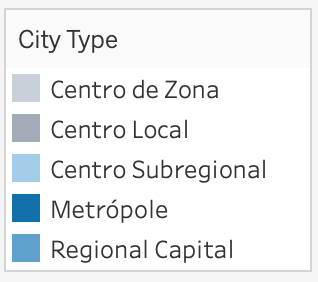 City Type
Centro de Zona
Centro Local
Centro Subregional
Metrópole
Regional Capital